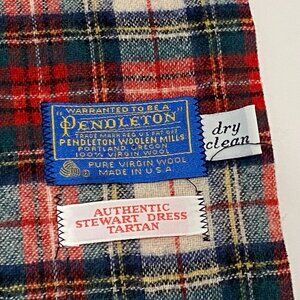 "WARRANTED TO BE A
PENDLETON"
TRADE MARK REG. U.S. PAT. OFF.
PENDLETON WOOLEN MILLS
PORTLAND, OREGON
100% VIRGIN WOOL
PURE VIRGIN WOOL
MADE IN U.S.A.
dry
clean
AUTHENTIC
STEWART DRESS
TARTAN